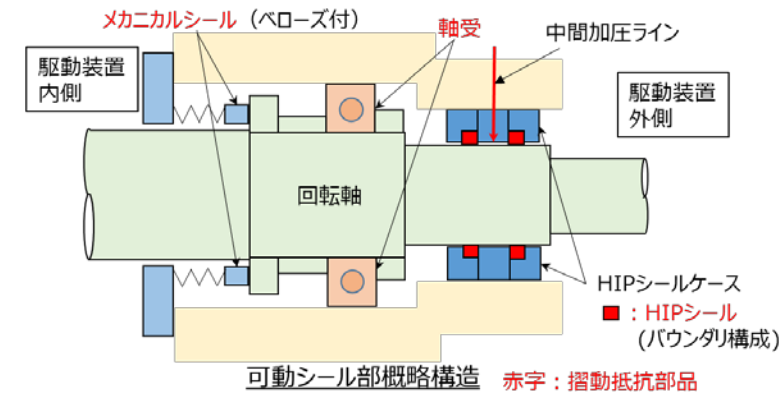 メカニカルシール（ベローズ付）
軸受
中間加圧ライン
駆動装置
内側
駆動装置
外側
回転軸
HIPシールケース
：HIPシール
(バウンダリ構成)
可動シール部概略構造
赤字：摺動抵抗部品